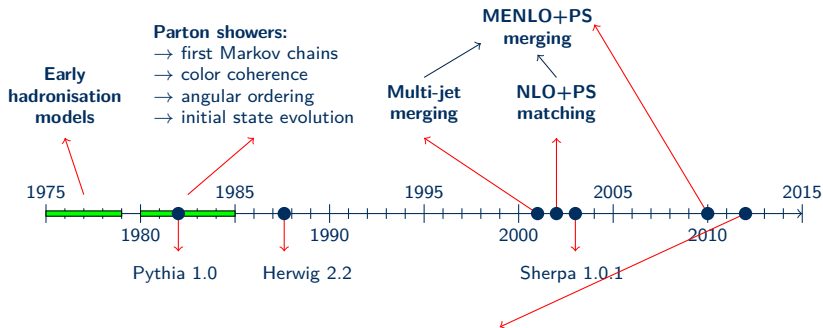 MENLO+PS
merging
Parton showers:
→ first Markov chains
→ color coherence
→ angular ordering
→ initial state evolution
Early
hadronisation
models
Multi-jet
merging
NLO+PS
matching
1975
1985
1995
2005
2015
1980
1990
2000
2010
Pythia 1.0
Herwig 2.2
Sherpa 1.0.1